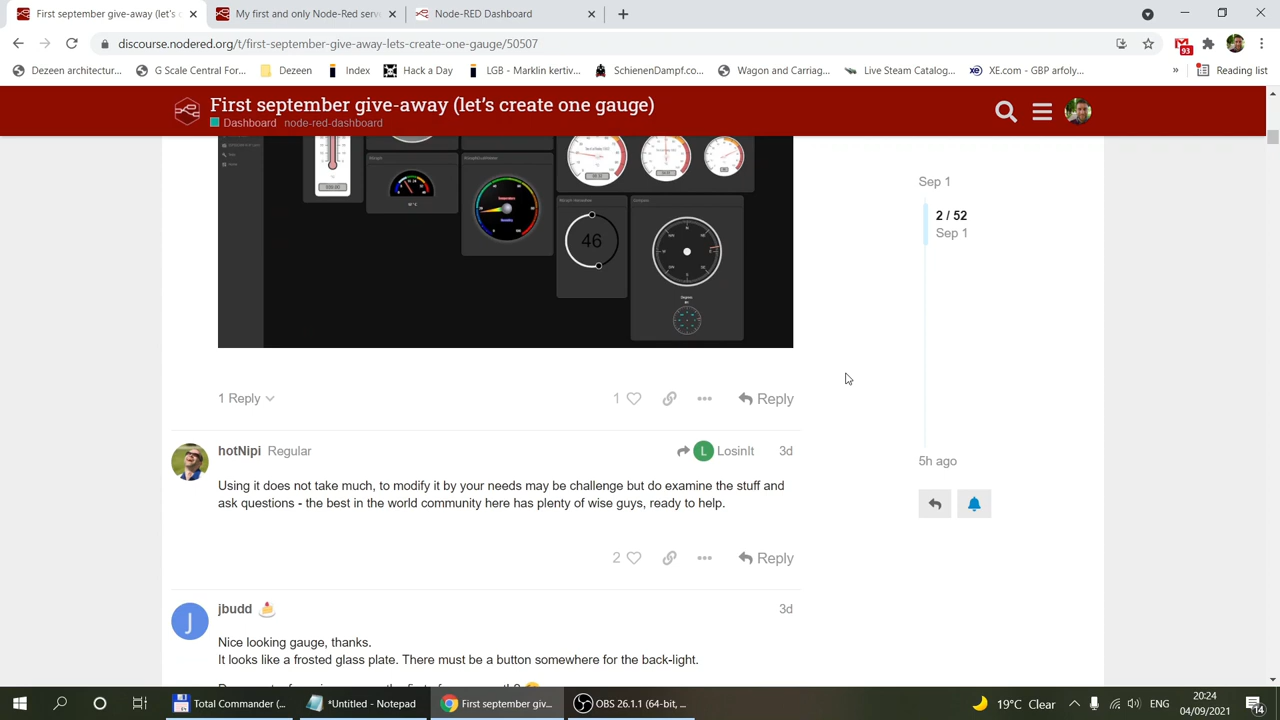 First september give-away (let's c
My first and only Node-Red serv
Node-RED Dashboard
discourse.nodered.org/t/first-september-give-away-lets-create-one-gauge/50507
93
Dezeen architectur...
G Scale Central For...
Dezeen
Index
Hack a Day
LGB - Marklin kertiv...
SchienenDampf.co...
Wagon and Carriag...
Live Steam Catalog...
XE.com - GBP arfoly...
»
Reading list
First september give-away (let's create one gauge)
Dashboard node-red-dashboard
Sep 1
2 / 52
Sep 1
46
1 Reply
1
Reply
hotNipi Regular
L LosinIt 3d
5h ago
Using it does not take much, to modify it by your needs may be challenge but do examine the stuff and
ask questions - the best in the world community here has plenty of wise guys, ready to help.
2
Reply
J
jbudd
3d
Nice looking gauge, thanks.
It looks like a frosted glass plate. There must be a button somewhere for the back-light.
Total Commander (...
*Untitled - Notepad
First september giv...
OBS 26.1.1 (64-bit, ...
19°C Clear
ENG
20:24
04/09/2021
14